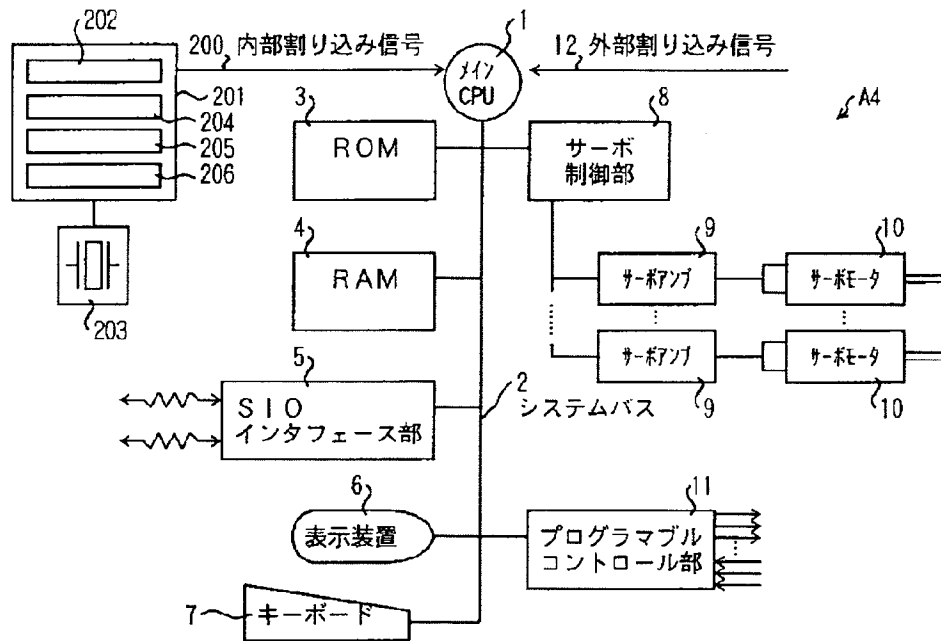 202
200 内部割り込み信号
1
12 外部割り込み信号
メイン
CPU
201
204
205
206
203
3
ROM
8
サーボ
制御部
A4
4
RAM
9
サーボアンプ
10
サーボモータ
サーボアンプ
9
サーボモータ
10
5
SIO
インタフェース部
2
システムバス
6
表示装置
11
プログラマブル
コントロール部
7
キーボード